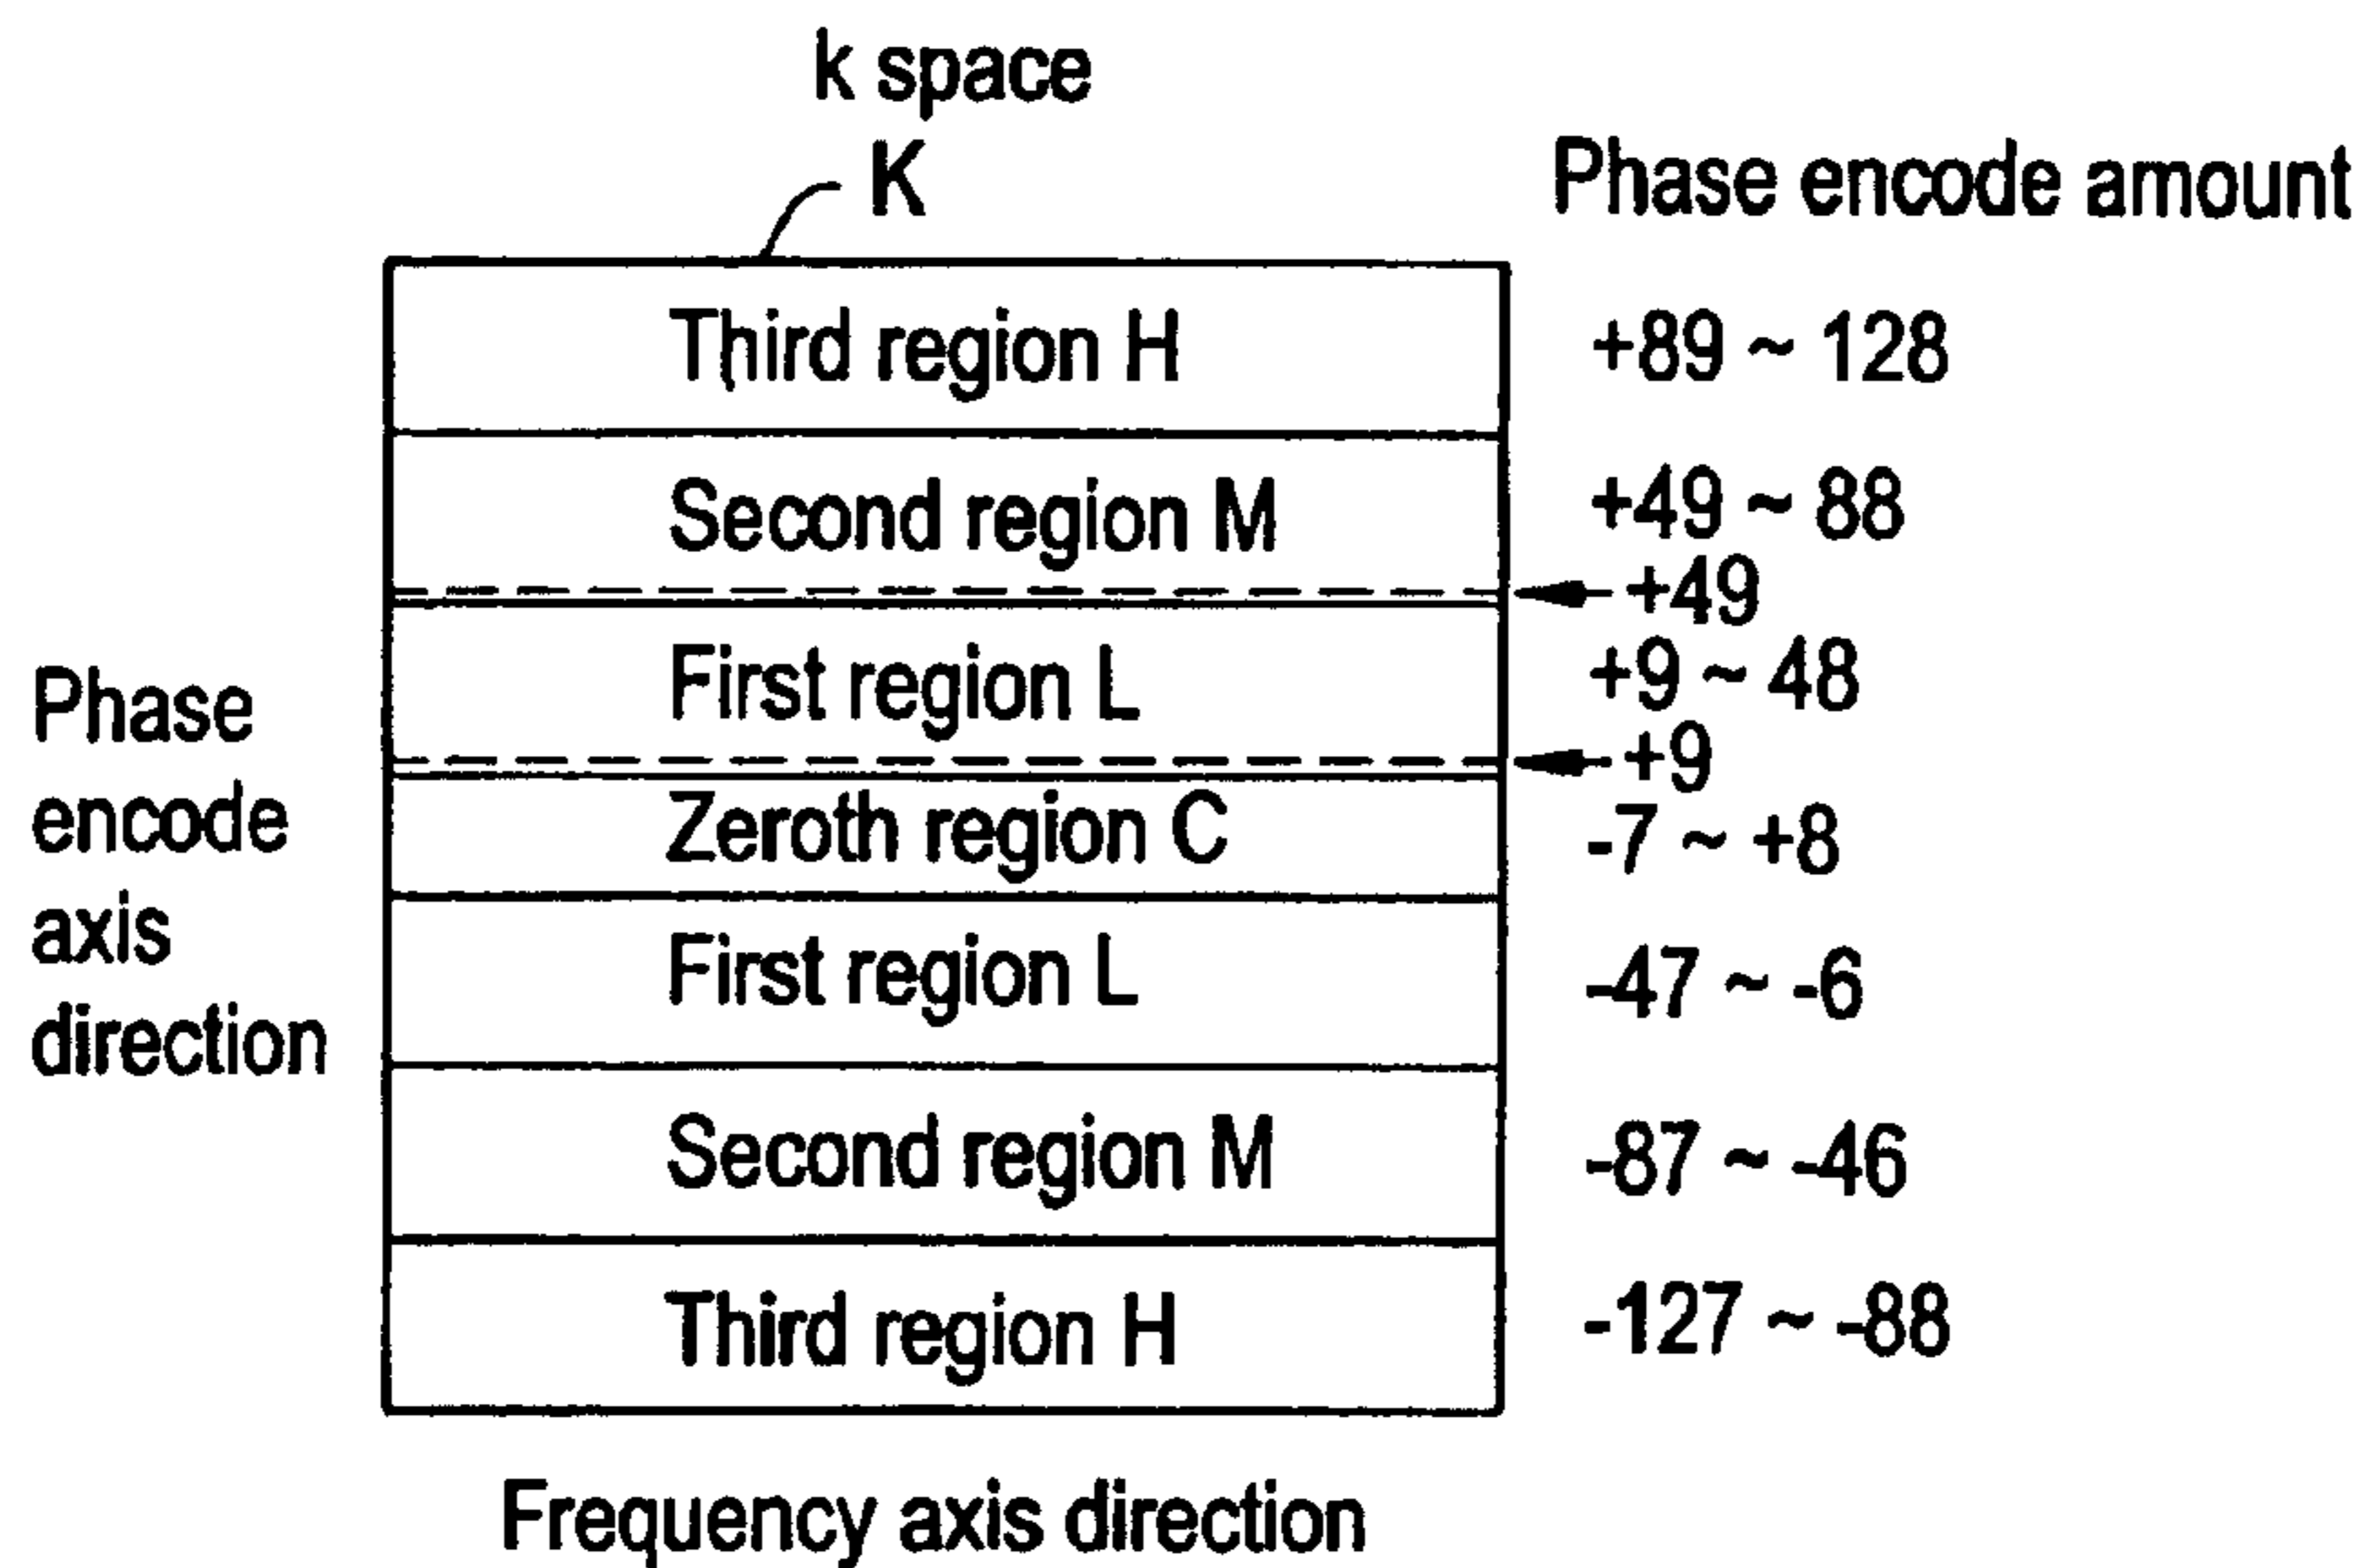 k space
K
Phase encode amount
Third region H
+89 ~ 128
Second region M
+49 ~ 88
+49
First region L
+9 ~ 48
+9
Zeroth region C
-7 ~ +8
First region L
-47 ~ -6
Second region M
-87 ~ -46
Third region H
-127 ~ -88
Phase
encode
axis
direction
Frequency axis direction